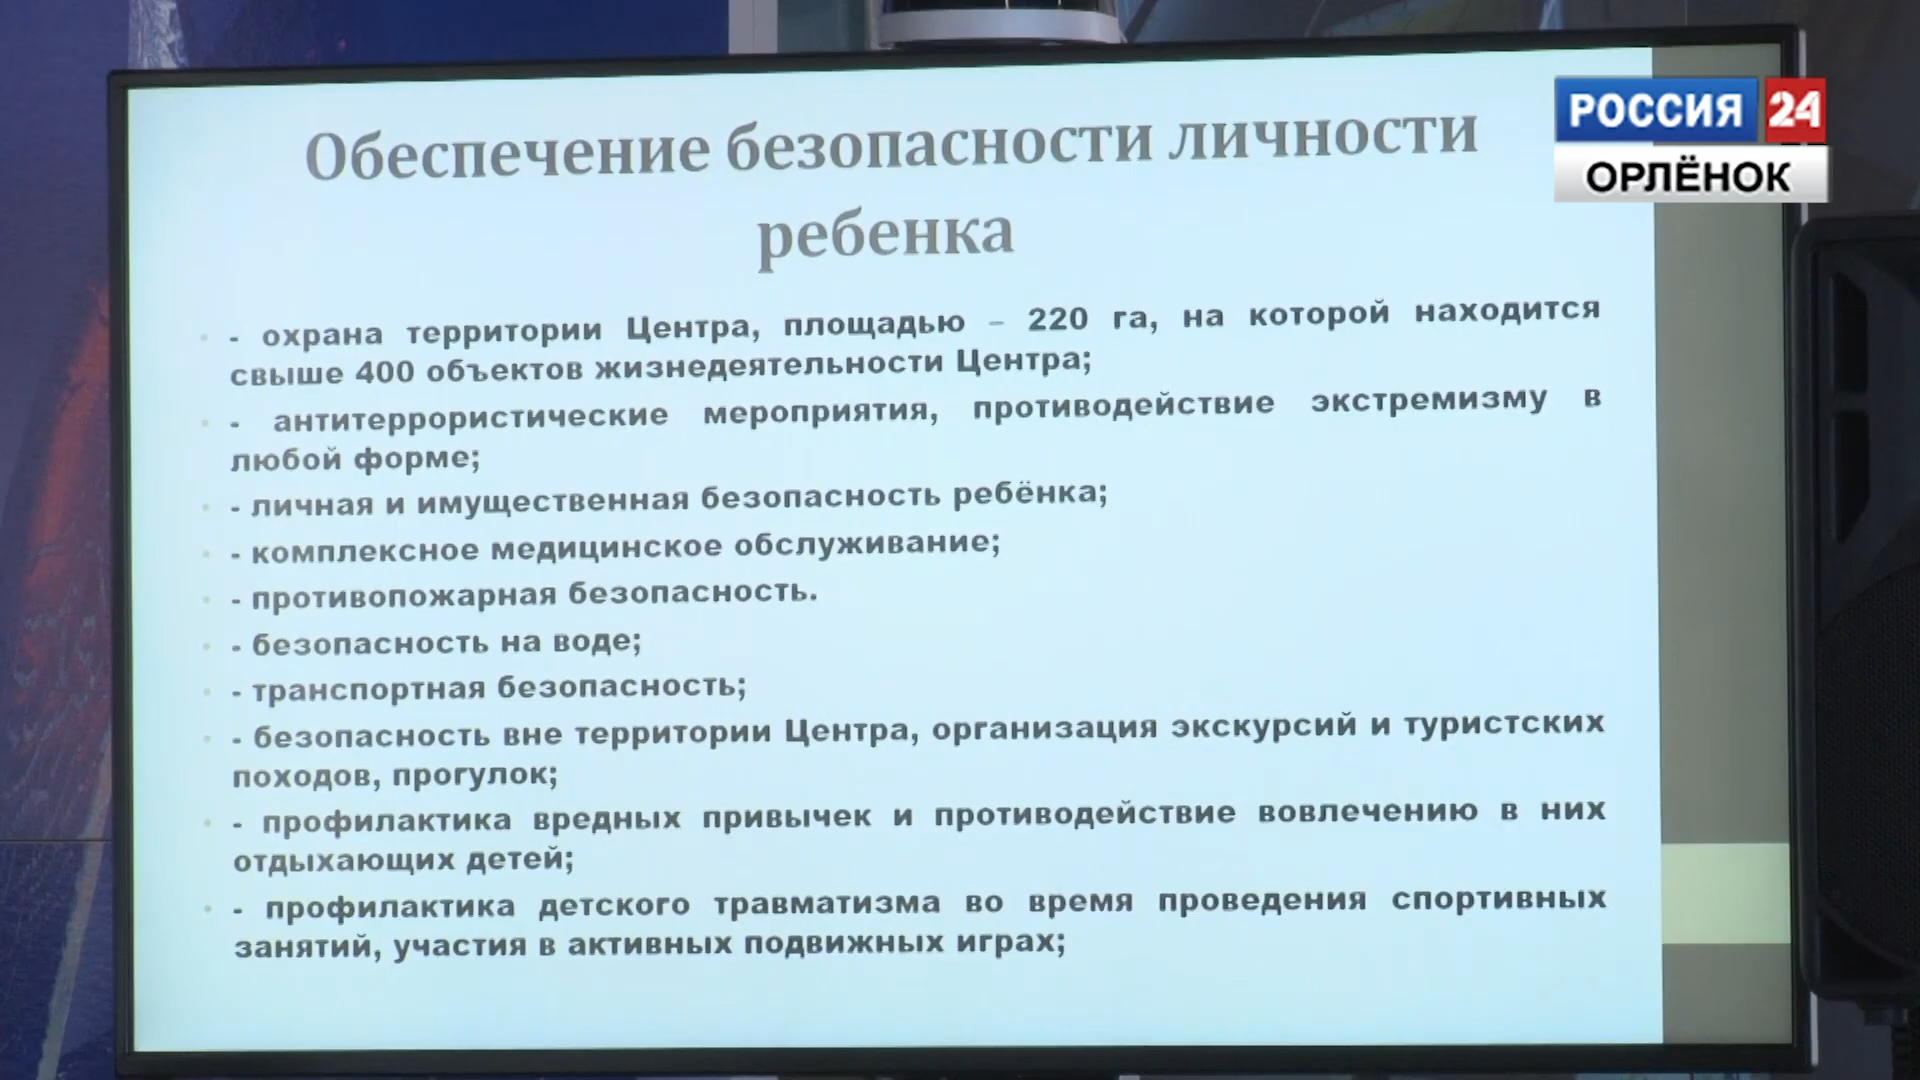 РОССИЯ 24
ОРЛЁНОК
Обеспечение безопасности личности
ребенка
- охрана территории Центра, площадью – 220 га, на которой находится
свыше 400 объектов жизнедеятельности Центра;
- антитеррористические мероприятия, противодействие экстремизму в
любой форме;
- личная и имущественная безопасность ребёнка;
- комплексное медицинское обслуживание;
- противопожарная безопасность.
- безопасность на воде;
- транспортная безопасность;
- безопасность вне территории Центра, организация экскурсий и туристских
походов, прогулок;
- профилактика вредных привычек и противодействие вовлечению в них
отдыхающих детей;
- профилактика детского травматизма во время проведения спортивных
занятий, участия в активных подвижных играх;